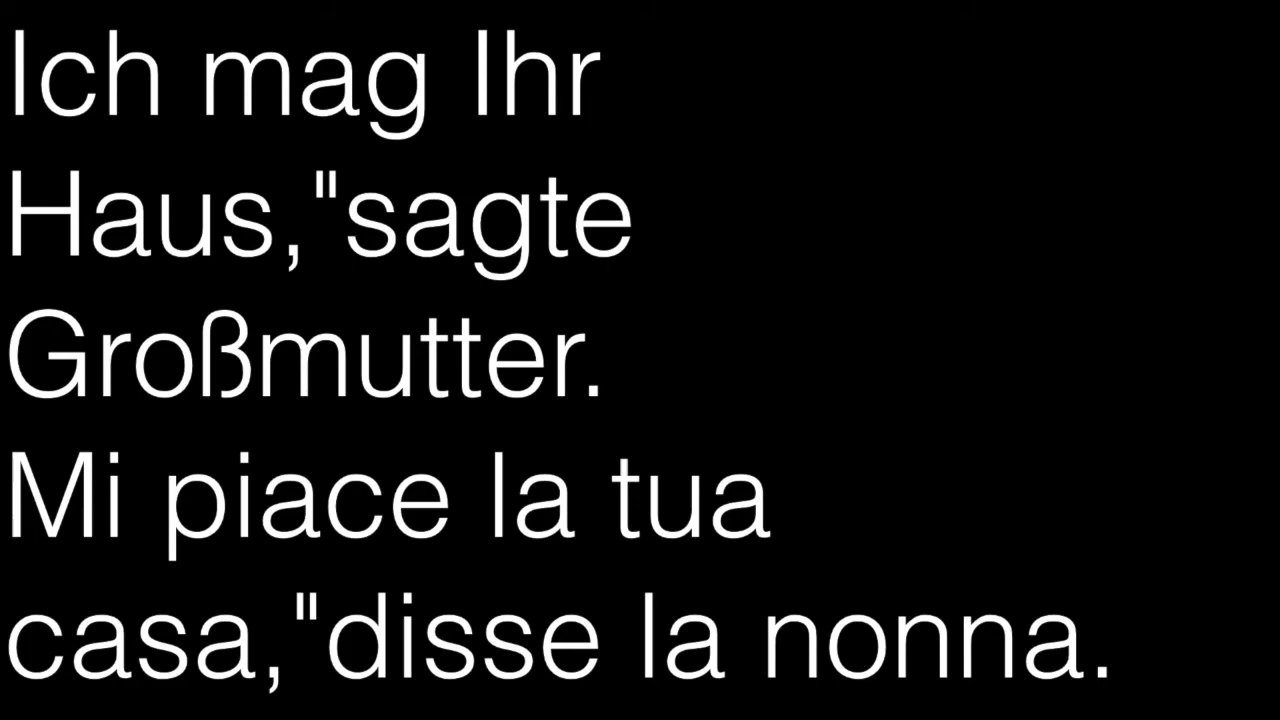 Ich mag Ihr
Haus,"sagte
Großmutter.
Mi piace la tua
casa,"disse la nonna.